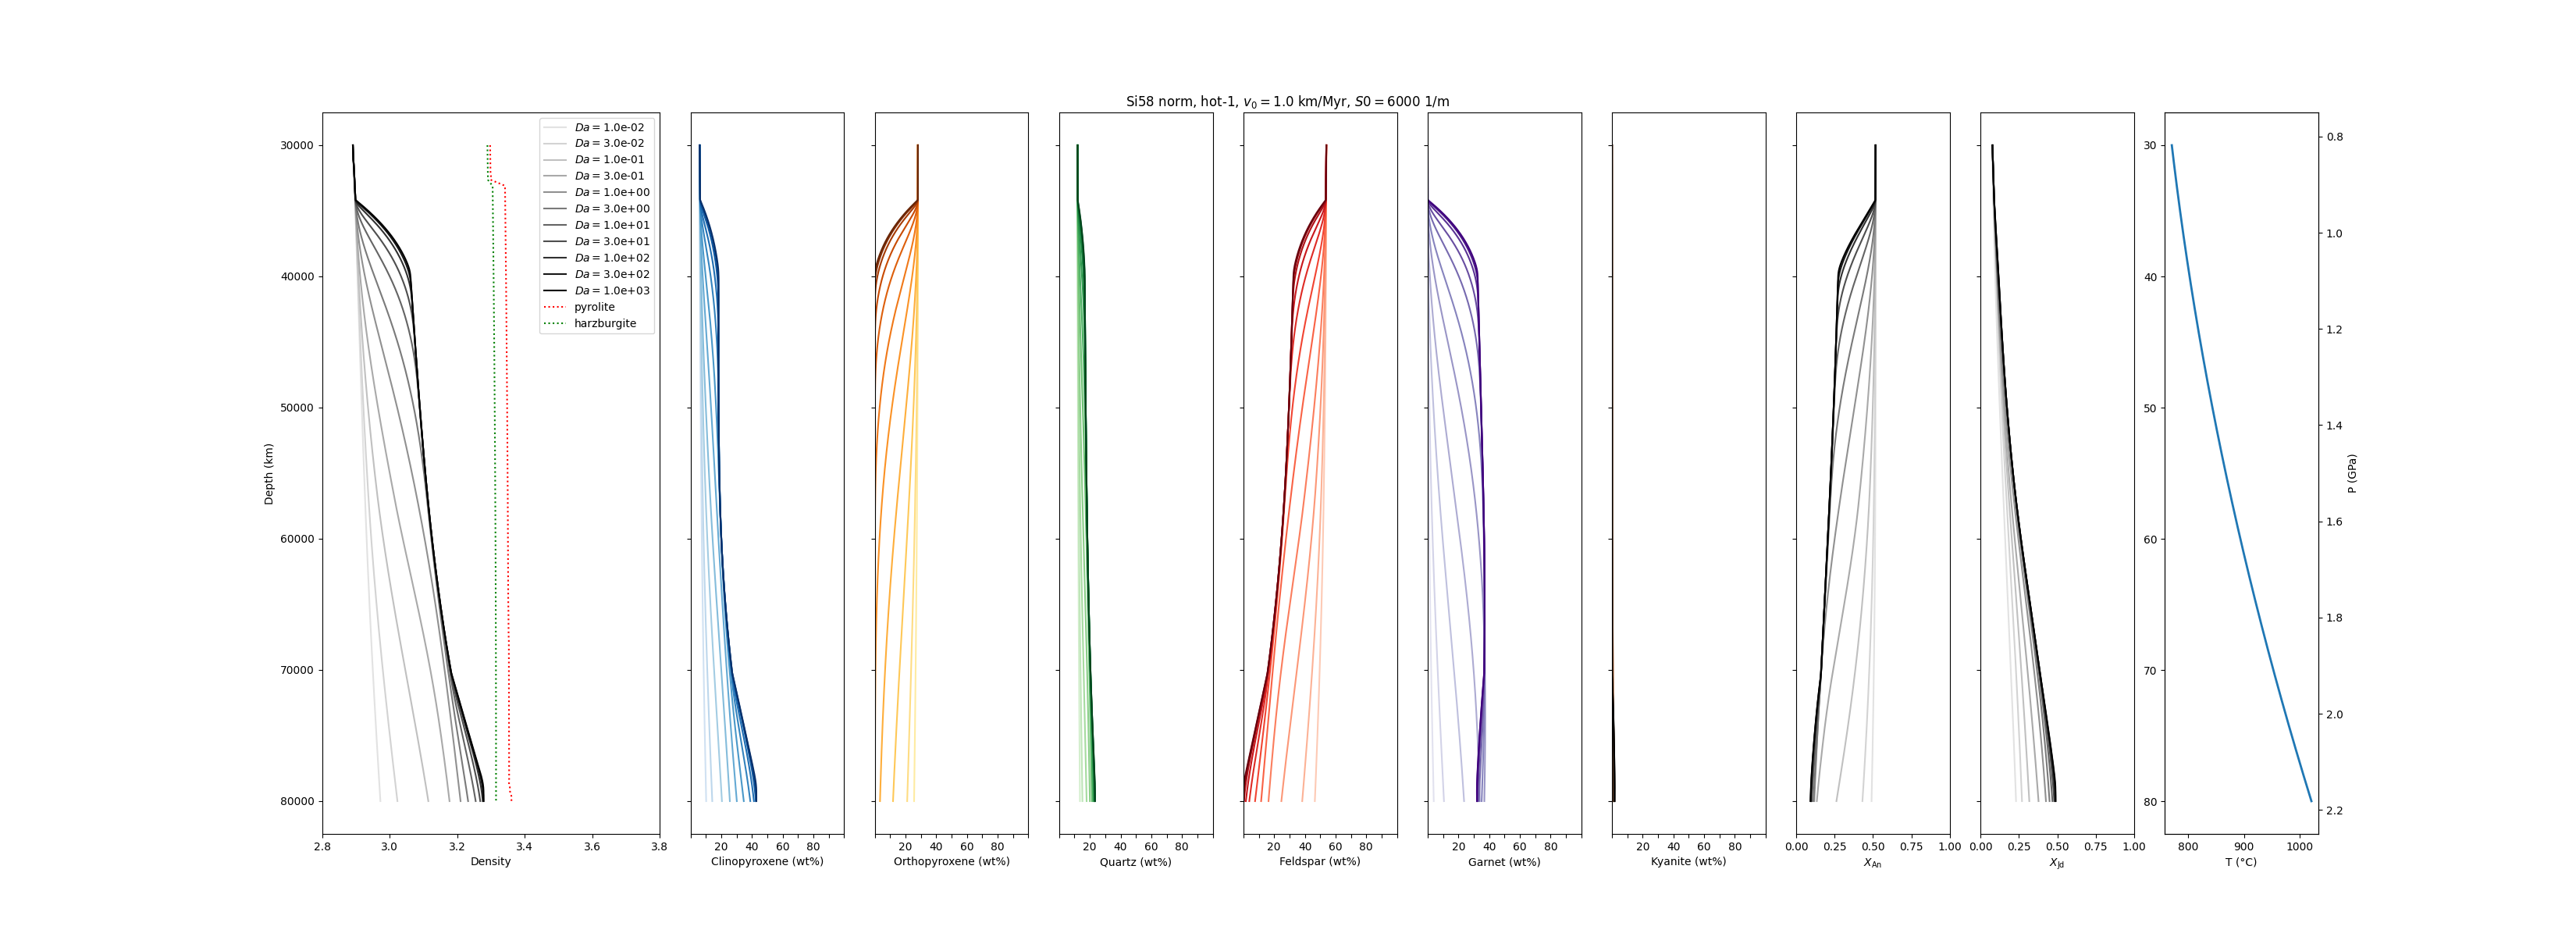 Si58 norm, hot-1, v0 = 1.0 km/Myr, S0 = 6000 1/m
Da = 1.0e-02
Da = 3.0e-02
Da = 1.0e-01
Da = 3.0e-01
Da = 1.0e+00
Da = 3.0e+00
Da = 1.0e+01
Da = 3.0e+01
Da = 1.0e+02
Da = 3.0e+02
Da = 1.0e+03
pyrolite
harzburgite
Depth (km)
30000
40000
50000
60000
70000
80000
2.8 3.0 3.2 3.4 3.6 3.8
Density
20 40 60 80
Clinopyroxene (wt%)
20 40 60 80
Orthopyroxene (wt%)
20 40 60 80
Quartz (wt%)
20 40 60 80
Feldspar (wt%)
20 40 60 80
Garnet (wt%)
20 40 60 80
Kyanite (wt%)
0.00 0.25 0.50 0.75 1.00
XAn
0.00 0.25 0.50 0.75 1.00
XJd
30
40
50
60
70
80
800 900 1000
T (°C)
0.8
1.0
1.2
1.4
1.6
1.8
2.0
2.2
P (GPa)